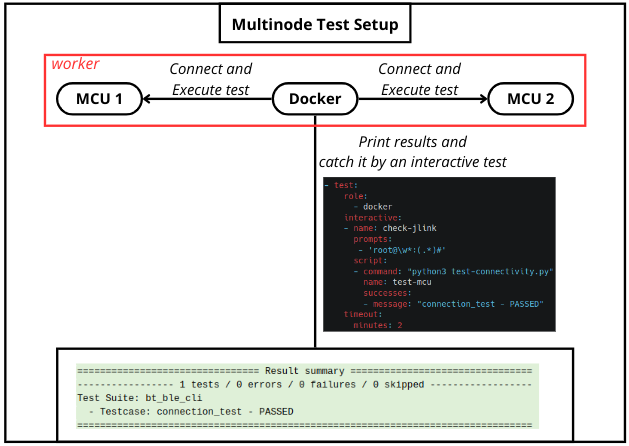 Multinode Test Setup
worker
Connect and
Execute test
Connect and
Execute test
MCU 1
Docker
MCU 2
Print results and
catch it by an interactive test
- test:
    role:
      - docker
    interactive:
    - name: check-jlink
      prompts:
       - 'root@\w*:(.*)#'
      script:
      - command: "python3 test-connectivity.py"
        name: test-mcu
        successes:
        - message: "connection_test - PASSED"
    timeout:
      minutes: 2
================================ Result summary ================================
----------------- 1 tests / 0 errors / 0 failures / 0 skipped ------------------
Test Suite: bt_ble_cli
  - Testcase: connection_test - PASSED
================================================================================